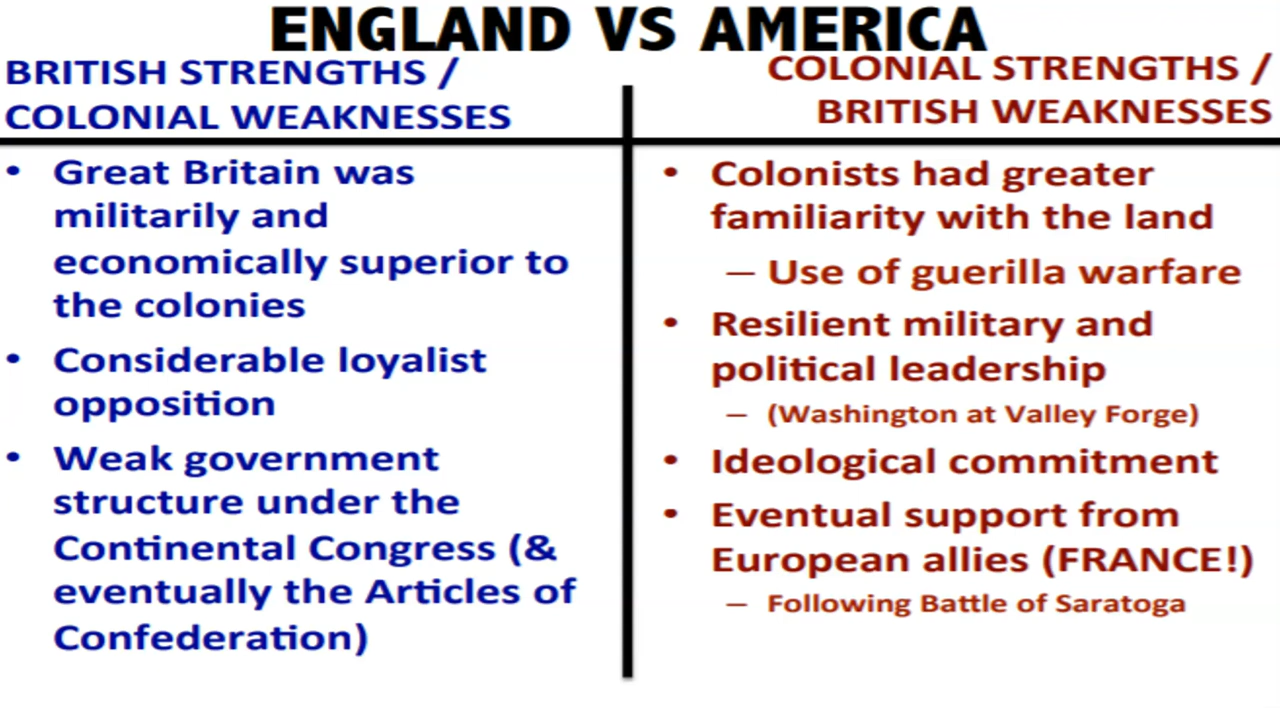 ENGLAND VS AMERICA
BRITISH STRENGTHS /
COLONIAL WEAKNESSES
• Great Britain was
militarily and
economically superior to
the colonies
• Considerable loyalist
opposition
• Weak government
structure under the
Continental Congress (&
eventually the Articles of
Confederation)
COLONIAL STRENGTHS /
BRITISH WEAKNESSES
• Colonists had greater
familiarity with the land
– Use of guerilla warfare
• Resilient military and
political leadership
– (Washington at Valley Forge)
• Ideological commitment
• Eventual support from
European allies (FRANCE!)
– Following Battle of Saratoga